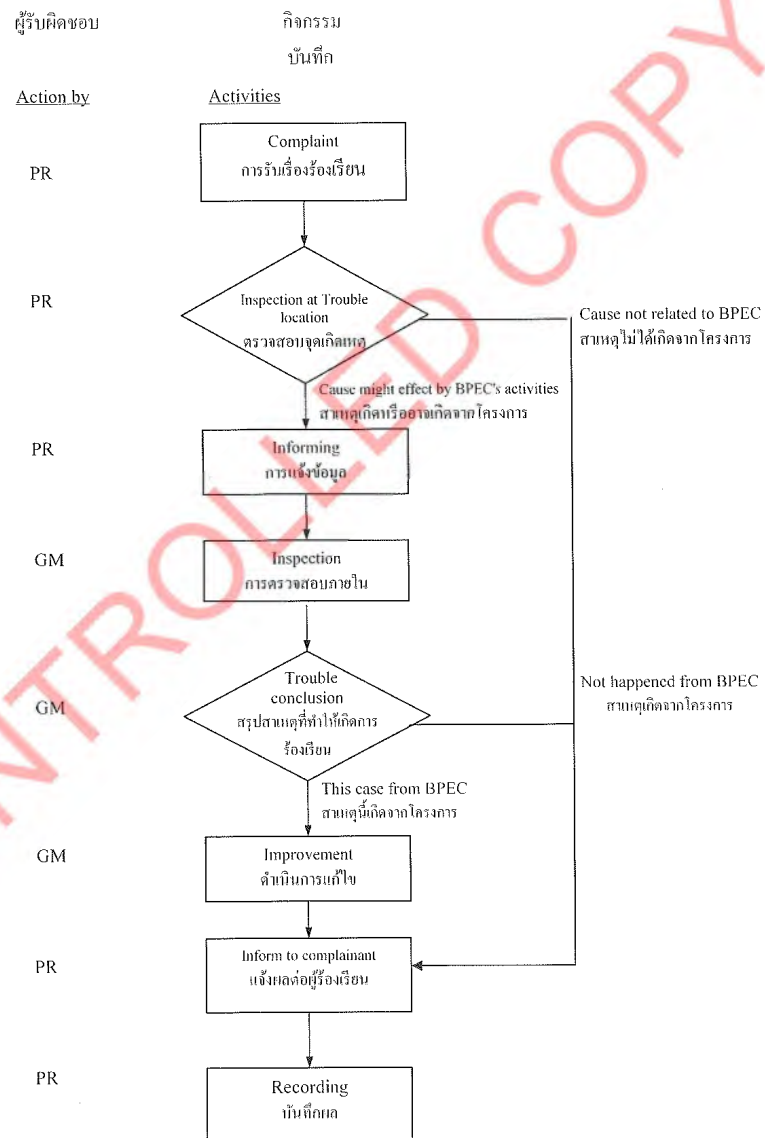 ผู้รับผิดชอบ กิจกรรม
บันทึก
Action by Activities
PR
Complaint
การรับเรื่องร้องเรียน
PR
Inspection at Trouble
location
ตรวจสอบจุดเกิดเหตุ
Cause not related to BPEC
สาเหตุไม่ได้เกิดจากโครงการ
Cause might effect by BPEC's activities
สาเหตุเกิดหรืออาจเกิดจากโครงการ
PR
Informing
การแจ้งข้อมูล
GM
Inspection
การตรวจสอบภายใน
GM
Trouble
conclusion
สรุปสาเหตุที่ทำให้เกิดการ
ร้องเรียน
Not happened from BPEC
สาเหตุเกิดจากโครงการ
This case from BPEC
สาเหตุนี้เกิดจากโครงการ
GM
Improvement
ดำเนินการแก้ไข
PR
Inform to complainant
แจ้งผลต่อผู้ร้องเรียน
PR
Recording
บันทึกผล
NTROLLED COPY